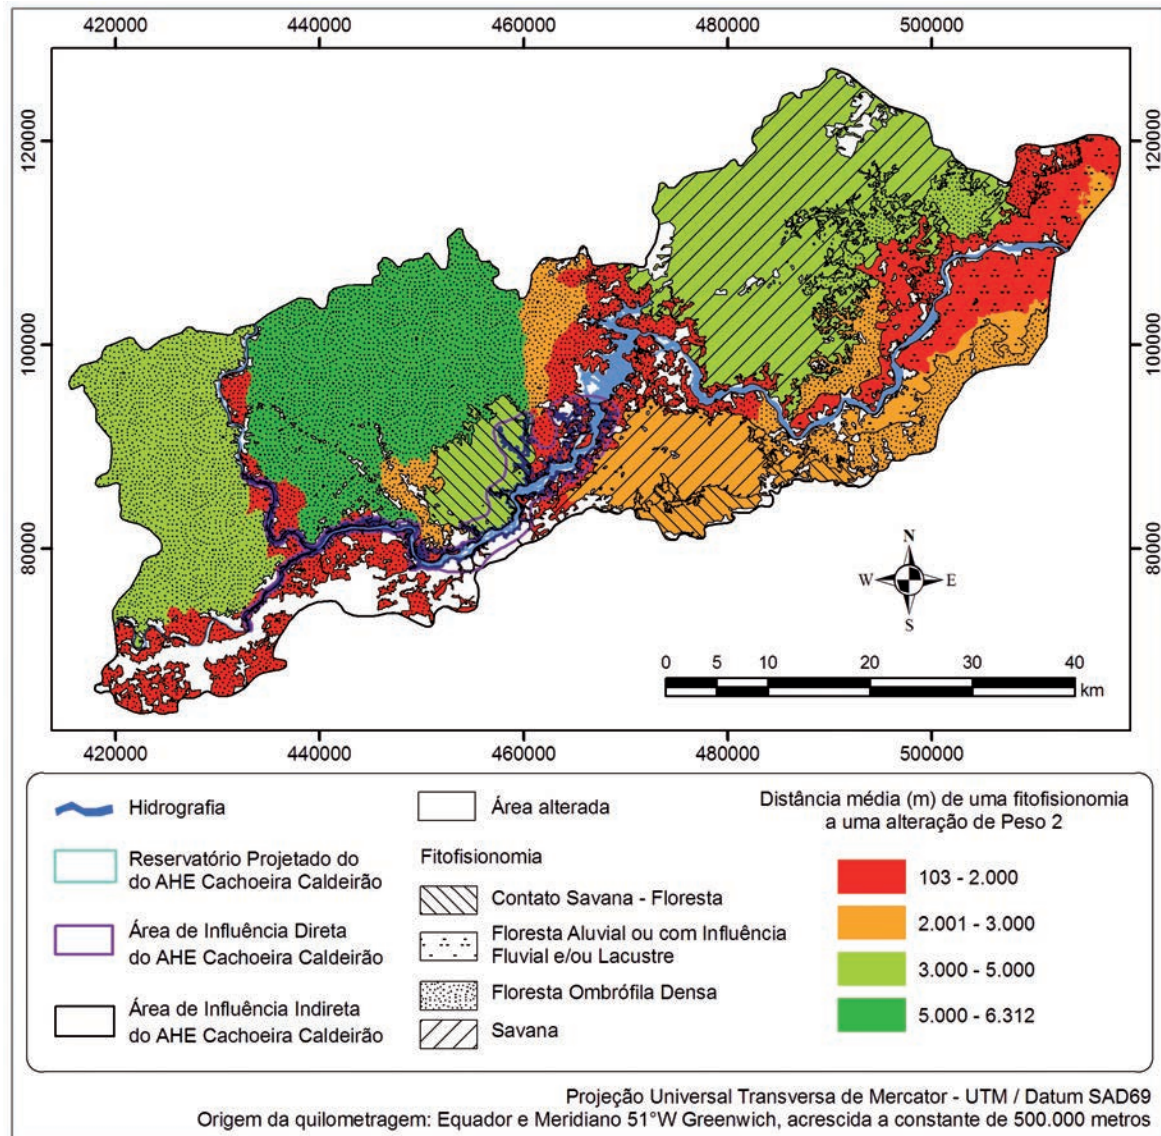 420000 440000 460000 480000 500000
120000 120000
100000 100000
80000 80000
N
W E
S
0 5 10 20 30 40
km
420000 440000 460000 480000 500000
Hidrografia
Reservatório Projetado do
do AHE Cachoeira Caldeirão
Área de Influência Direta
do AHE Cachoeira Caldeirão
Área de Influência Indireta
do AHE Cachoeira Caldeirão
Área alterada
Fitofisionomia
Contato Savana - Floresta
Floresta Aluvial ou com Influência
Fluvial e/ou Lacustre
Floresta Ombrófila Densa
Savana
Distância média (m) de uma fitofisionomia
a uma alteração de Peso 2
103 - 2.000
2.001 - 3.000
3.000 - 5.000
5.000 - 6.312
Projeção Universal Transversa de Mercator - UTM / Datum SAD69
Origem da quilometragem: Equador e Meridiano 51°W Greenwich, acrescida a constante de 500.000 metros